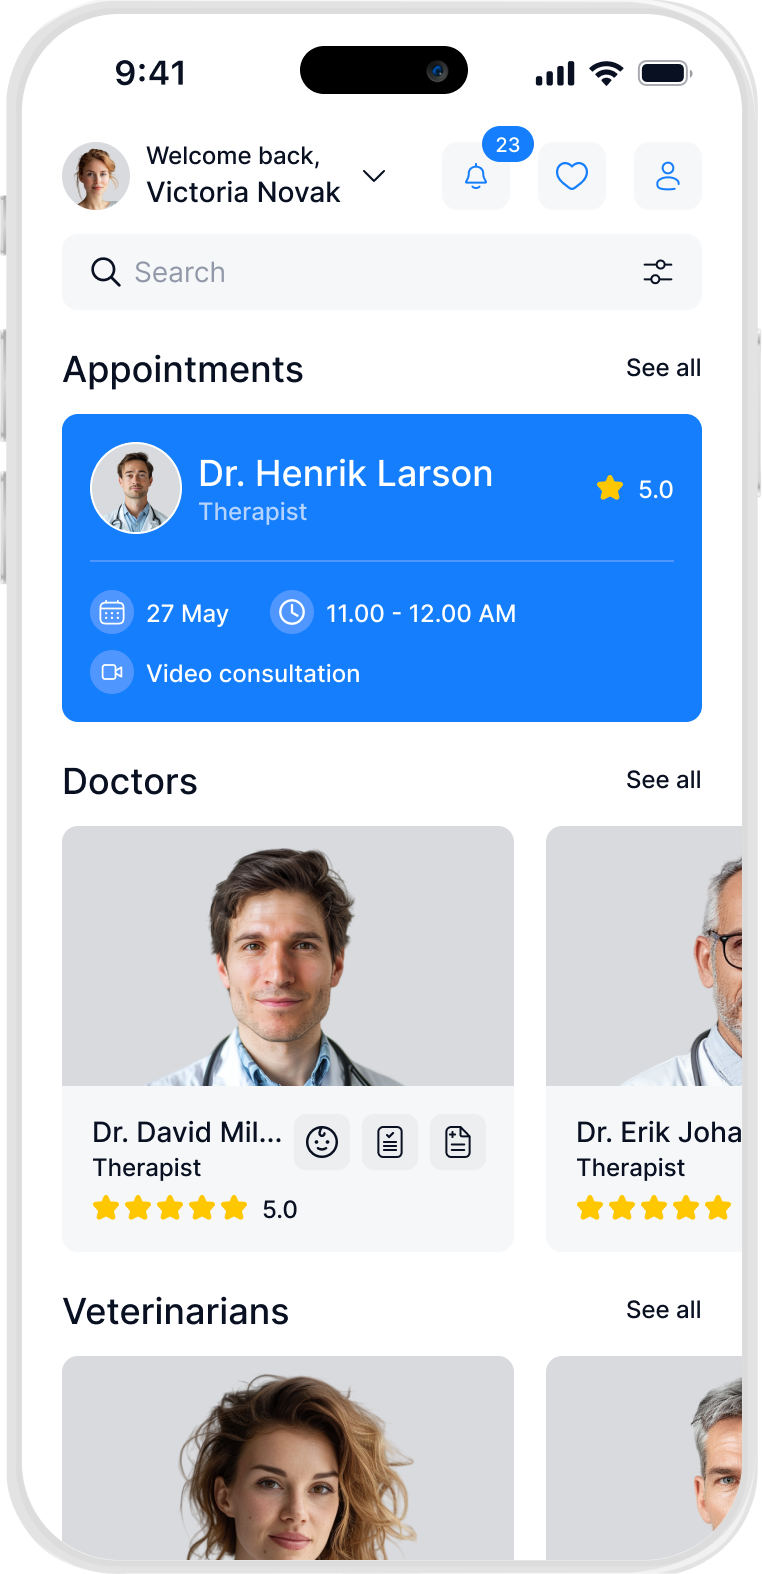 9:41
Welcome back,
Victoria Novak
23
Search
Appointments
See all
Dr. Henrik Larson
Therapist
5.0
27 May
11.00 - 12.00 AM
Video consultation
Doctors
See all
Dr. David Mil...
Therapist
5.0
Dr. Erik Joha
Therapist
Veterinarians
See all